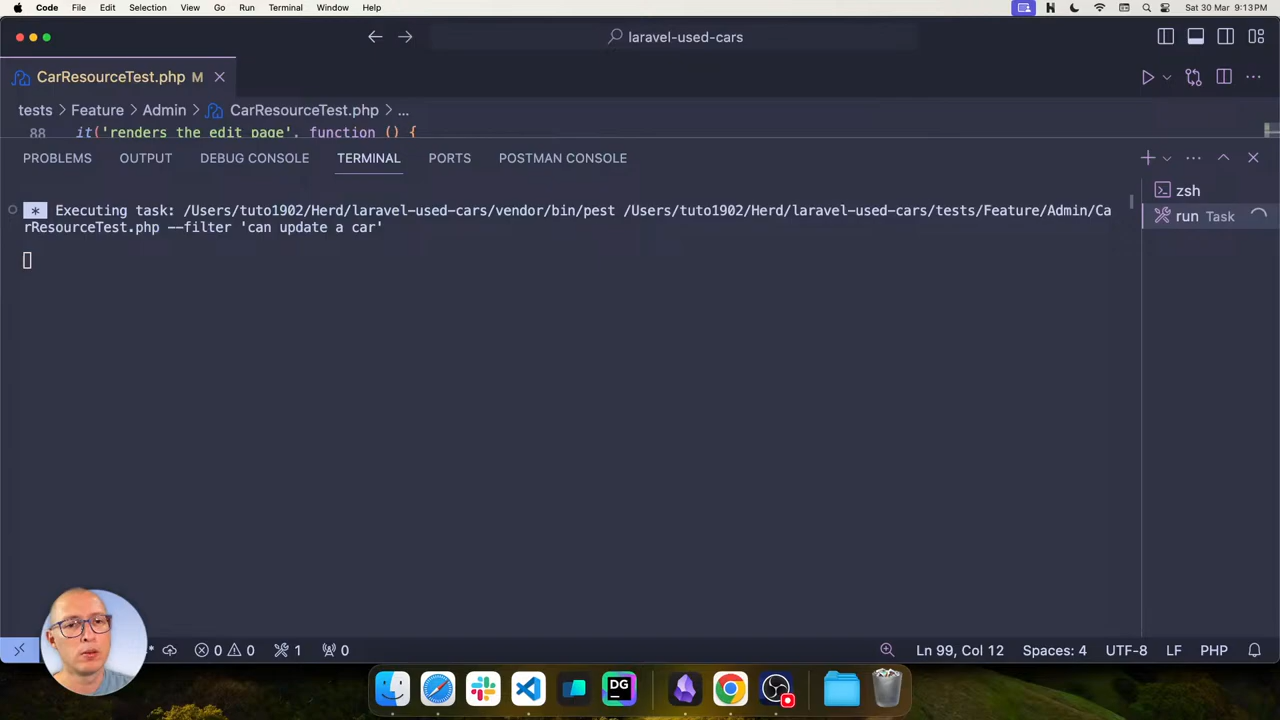 Code File Edit Selection View Go Run Terminal Window Help Sat 30 Mar 9:13 PM
laravel-used-cars
CarResourceTest.php M
tests > Feature > Admin > CarResourceTest.php > ...
88 it('renders the edit page', function () {
PROBLEMS OUTPUT DEBUG CONSOLE TERMINAL PORTS POSTMAN CONSOLE
* Executing task: /Users/tuto1902/Herd/laravel-used-cars/vendor/bin/pest /Users/tuto1902/Herd/laravel-used-cars/tests/Feature/Admin/Ca
rResourceTest.php --filter 'can update a car'
zsh
run Task
0 0 1 0 Ln 99, Col 12 Spaces: 4 UTF-8 LF PHP
DG